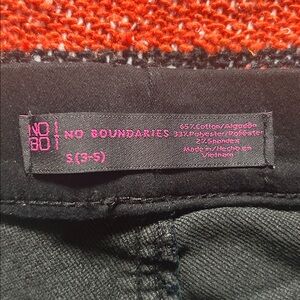 NO
BO
NO BOUNDARIES
S (3-5)
65% Cotton/Algodón
33% Polyester/Poliéster
2% Spandex
Made in/Hecho en
Vietnam